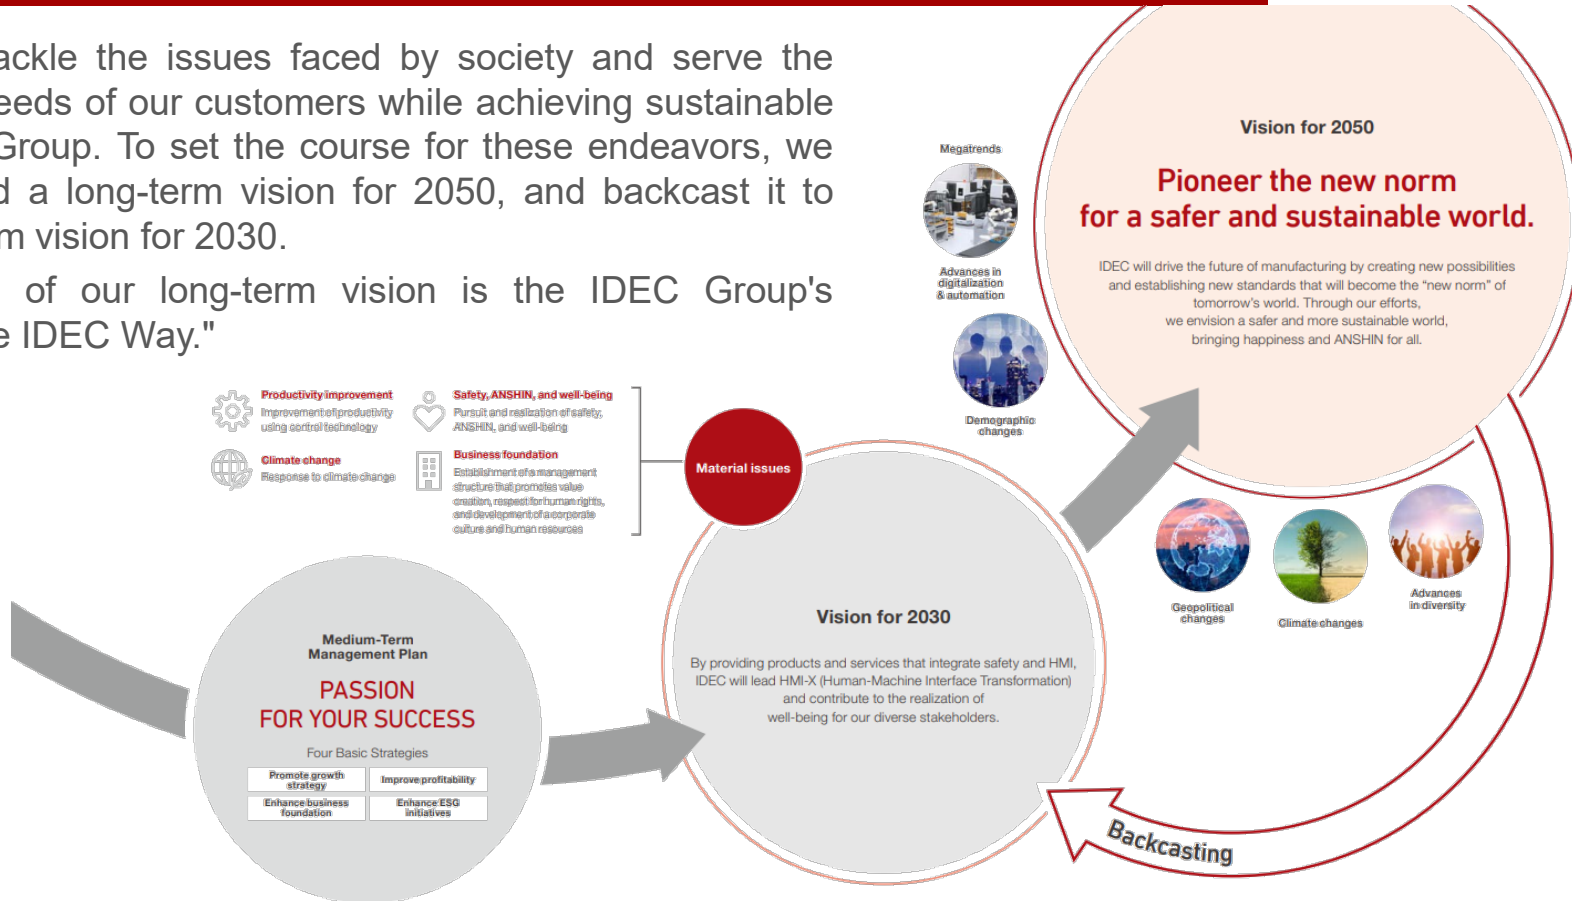 ackle the issues faced by society and serve the
eeds of our customers while achieving sustainable
Group. To set the course for these endeavors, we
d a long-term vision for 2050, and backcast it to
m vision for 2030.
of our long-term vision is the IDEC Group's
e IDEC Way."
Productivity improvement
Improvement of productivity
using control technology
Safety, ANSHIN, and well-being
Pursuit and realization of safety,
ANSHIN, and well-being
Climate change
Response to climate change
Business foundation
Establishment of a management
structure that promotes value
creation, respect for human rights,
and development of a corporate
culture and human resources
Material issues
Medium-Term
Management Plan
PASSION
FOR YOUR SUCCESS
Four Basic Strategies
Promote growth
strategy
Improve profitability
Enhance business
foundation
Enhance ESG
initiatives
Vision for 2030
By providing products and services that integrate safety and HMI,
IDEC will lead HMI-X (Human-Machine Interface Transformation)
and contribute to the realization of
well-being for our diverse stakeholders.
Megatrends
Advances in
digitalization
& automation
Demographic
changes
Vision for 2050
Pioneer the new norm
for a safer and sustainable world.
IDEC will drive the future of manufacturing by creating new possibilities
and establishing new standards that will become the “new norm” of
tomorrow’s world. Through our efforts,
we envision a safer and more sustainable world,
bringing happiness and ANSHIN for all.
Geopolitical
changes
Climate changes
Advances
in diversity
Backcasting